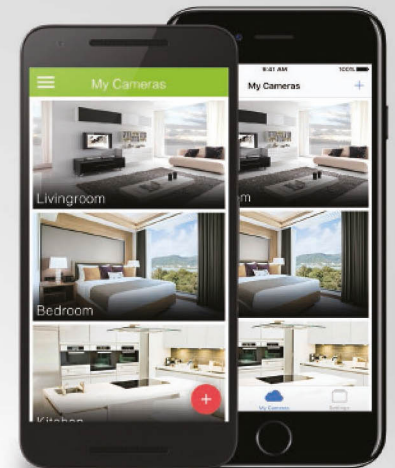 My Cameras
Livingroom
Bedroom
Kitchen
9:41 AM
100%
My Cameras
+
m
My Cameras
Settings
+